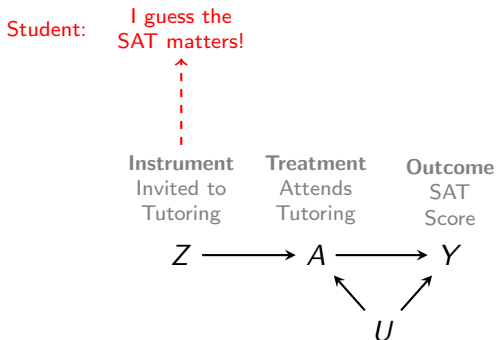 Student:
I guess the
SAT matters!
Instrument
Invited to
Tutoring
Treatment
Attends
Tutoring
Outcome
SAT
Score
Z
A
Y
U